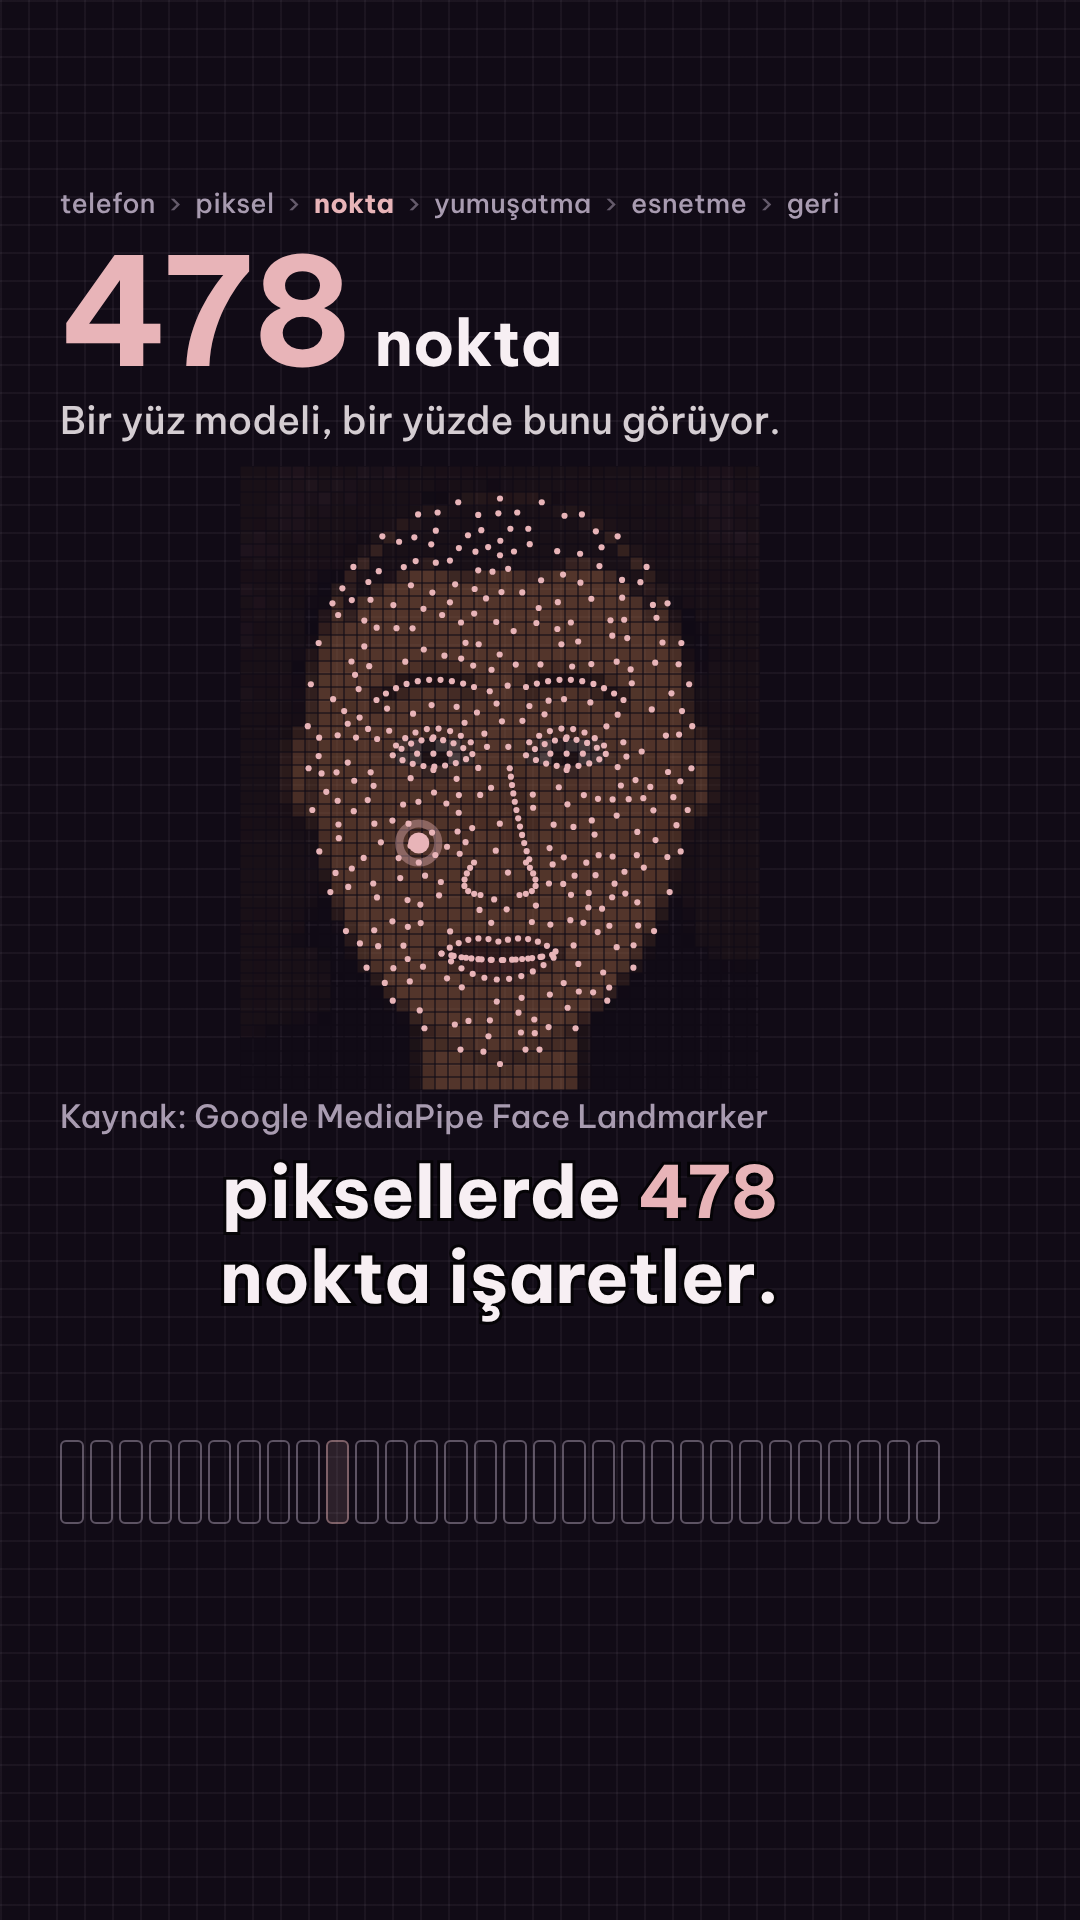 telefon > piksel > nokta > yumuşatma > esnetme > geri
478 nokta
Bir yüz modeli, bir yüzde bunu görüyor.
Kaynak: Google MediaPipe Face Landmarker
piksellerde 478
nokta işaretler.